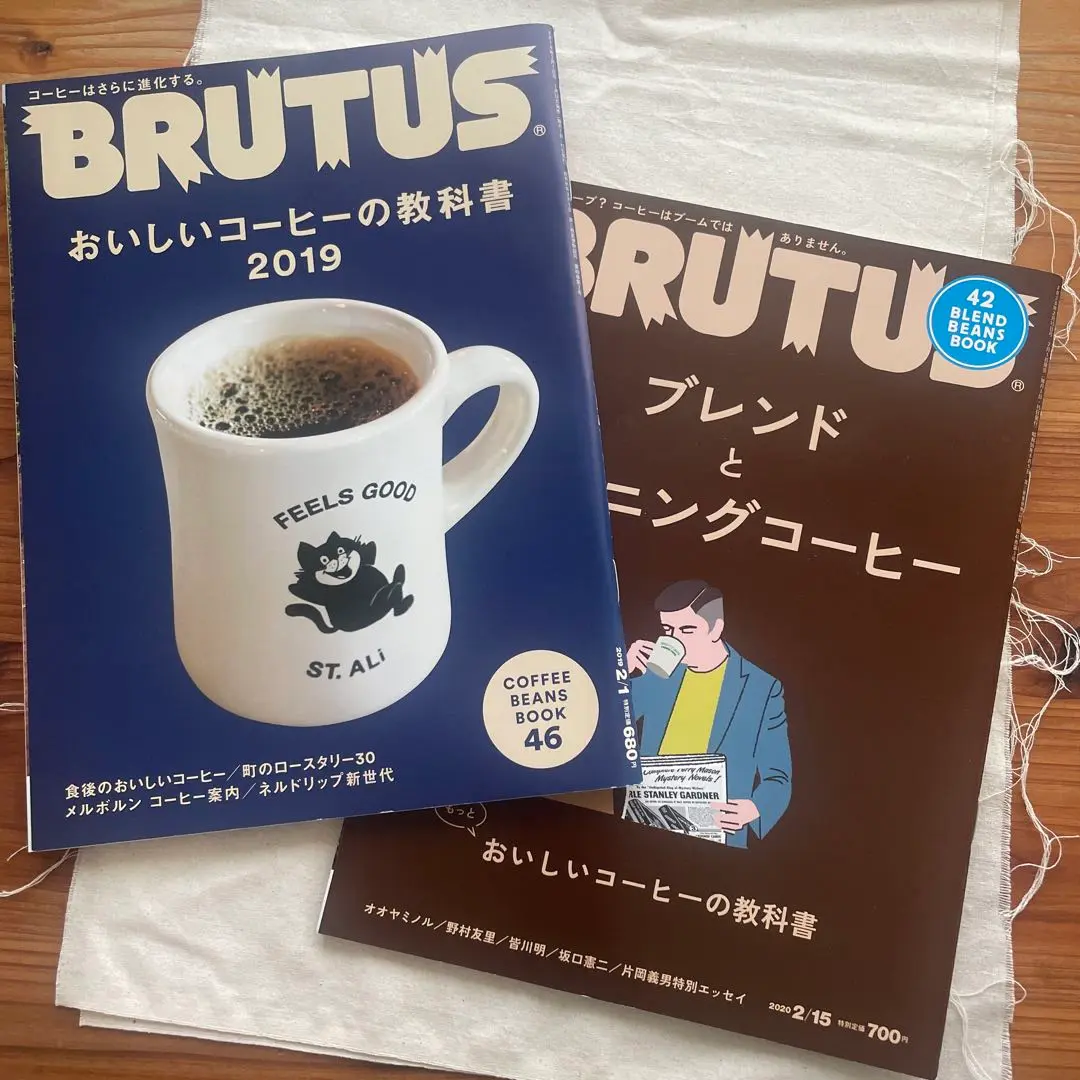 コーヒーはさらに進化する。
BRUTUS®
おいしいコーヒーの教科書
2019
FEELS GOOD
ST. ALi
COFFEE
BEANS
BOOK
46
食後のおいしいコーヒー／町のロースタリー30
メルボルン コーヒー案内／ネルドリップ新世代
2019 2/1 特別定価680円
ープ? コーヒーはブームでは ありません。
BRUTUS®
42
BLEND
BEANS
BOOK
ブレンド
と
ニングコーヒー
Complete Perry Mason
Mystery Novels!
LE STANLEY GARDNER
もっと
おいしいコーヒーの教科書
オオヤミノル／野村友里／皆川明／坂口憲二／片岡義男特別エッセイ
2020 2/15 特別定価700円